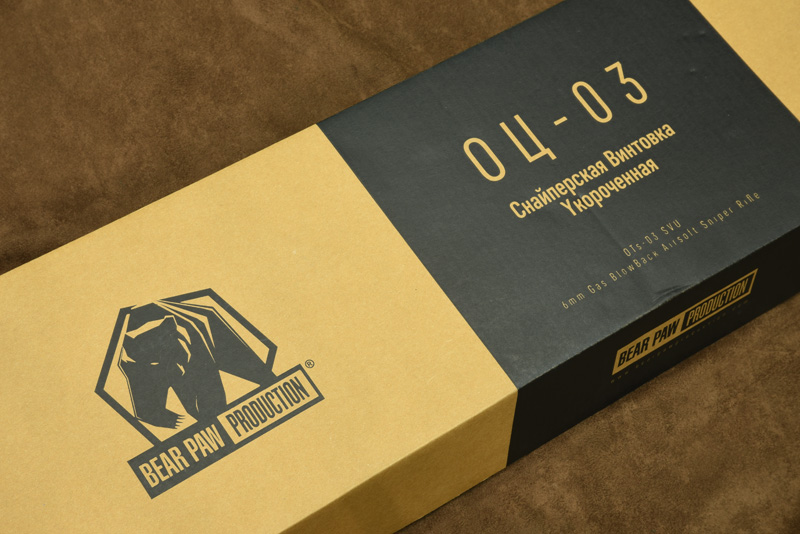 ОЦ-03
Снайперская Винтовка
Укороченная
OTs-03 SVU
6mm Gas BlowBack Airsoft Sniper Rifle
BEAR PAW PRODUCTION
BEAR PAW PRODUCTION®